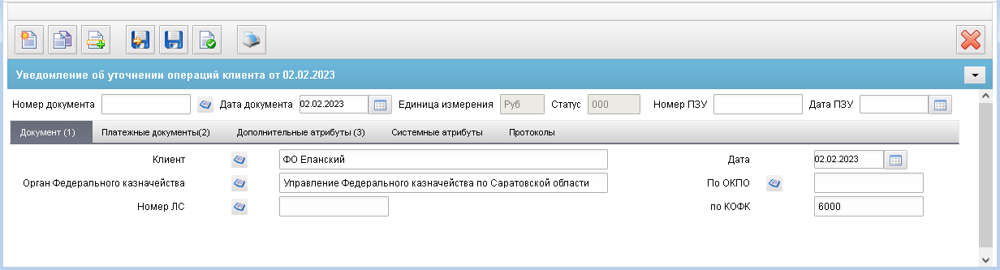 Уведомление об уточнении операций клиента от 02.02.2023
Номер документа Дата документа 02.02.2023 Единица измерения Руб Статус 000 Номер ПЗУ Дата ПЗУ
Документ (1) Платежные документы(2) Дополнительные атрибуты (3) Системные атрибуты Протоколы
Клиент ФО Еланский Дата 02.02.2023
Орган Федерального казначейства Управление Федерального казначейства по Саратовской области По ОКПО
Номер ЛС по КОФК 6000